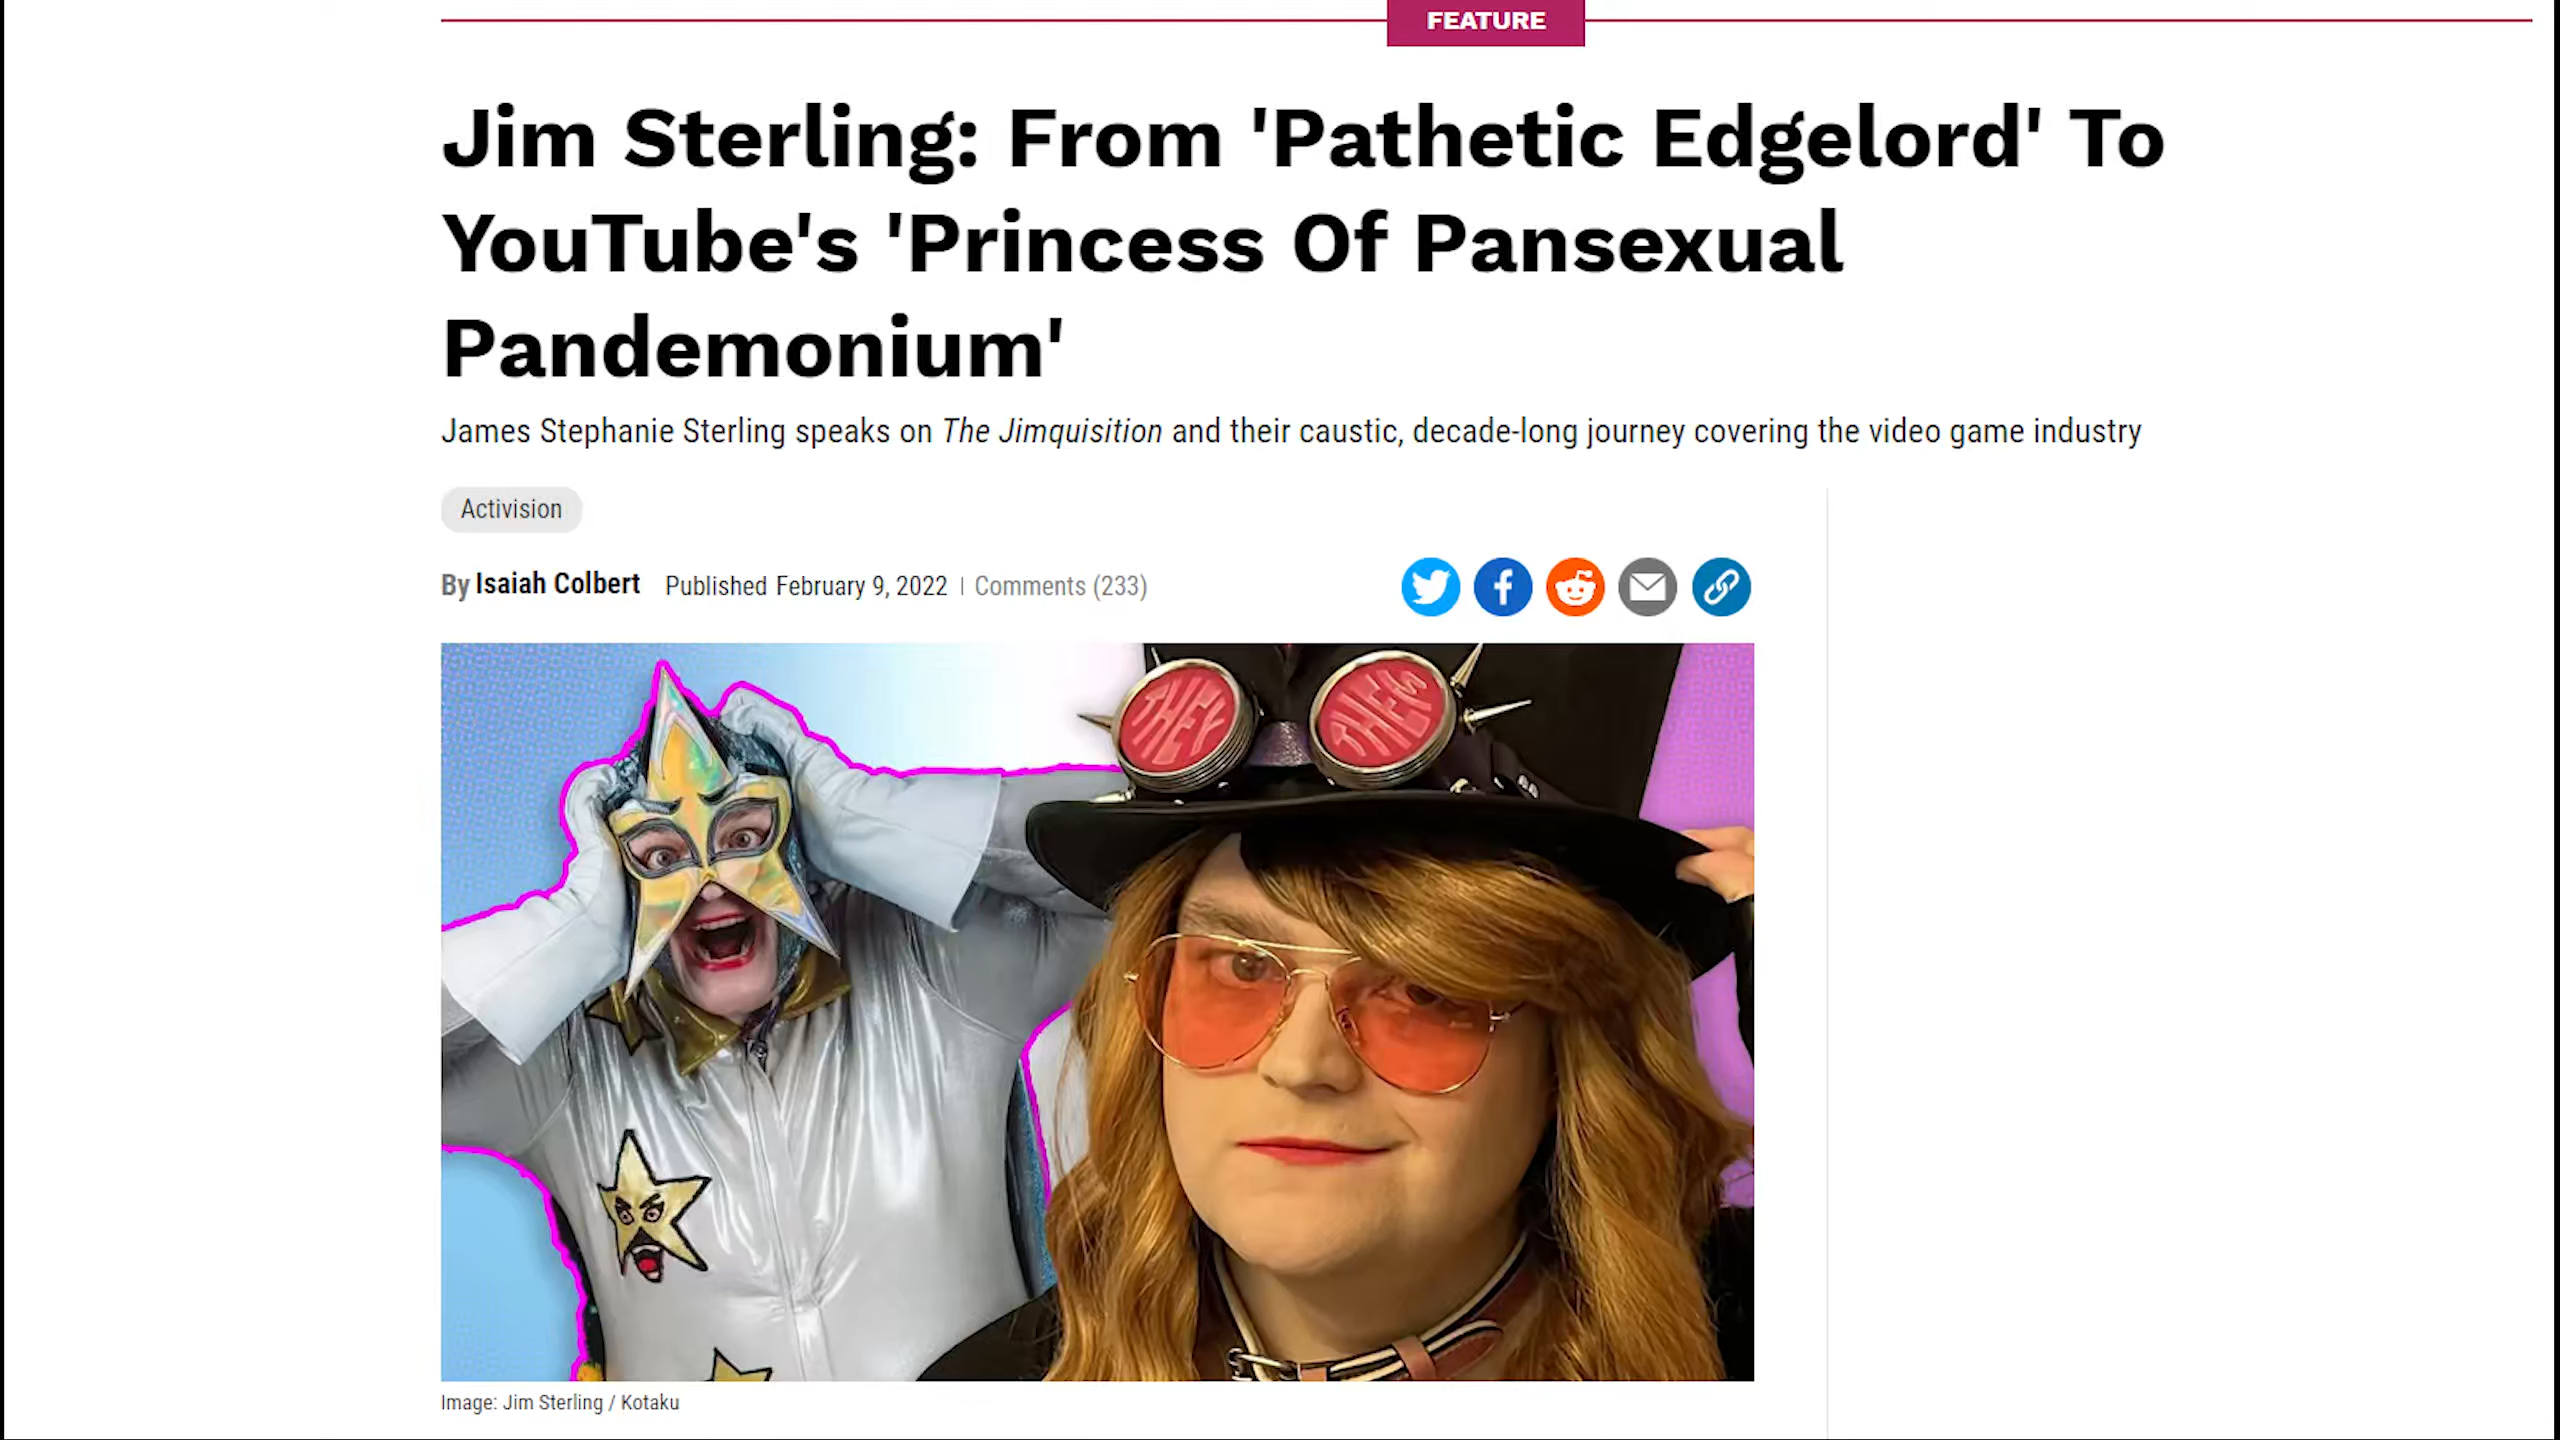 FEATURE
Jim Sterling: From 'Pathetic Edgelord' To
YouTube's 'Princess Of Pansexual
Pandemonium'
James Stephanie Sterling speaks on The Jimquisition and their caustic, decade-long journey covering the video game industry
Activision
By Isaiah Colbert Published February 9, 2022 | Comments (233)
THEY THEM
Image: Jim Sterling / Kotaku